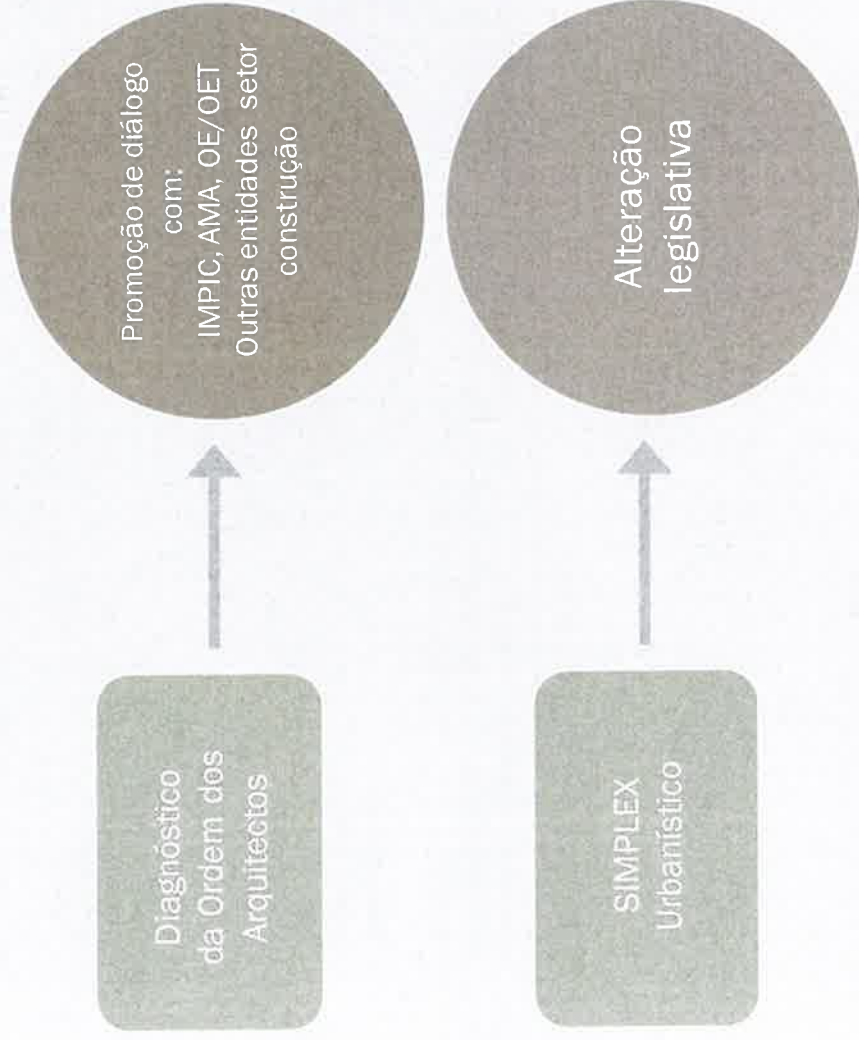 Diagnóstico
da Ordem dos
Arquitectos
Promoção de diálogo
com:
IMPIC, AMA, OE/OET
Outras entidades setor
construção
SIMPLEX
Urbanístico
Alteração
legislativa